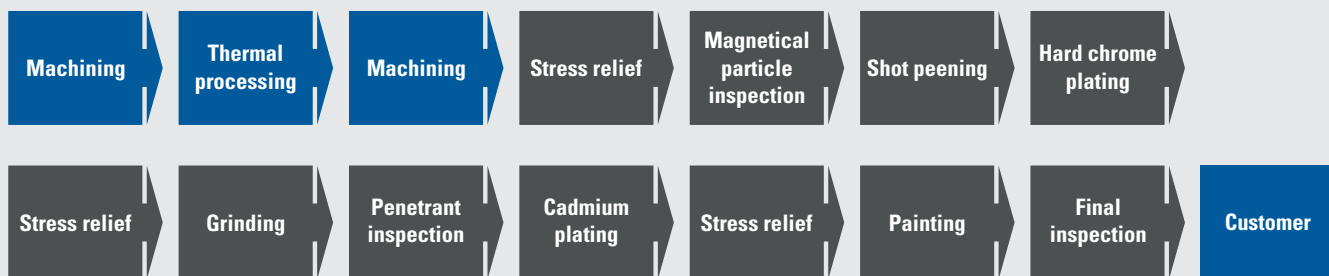 Machining
Thermal
processing
Machining
Stress relief
Magnetical
particle
inspection
Shot peening
Hard chrome
plating
Stress relief
Grinding
Penetrant
inspection
Cadmium
plating
Stress relief
Painting
Final
inspection
Customer